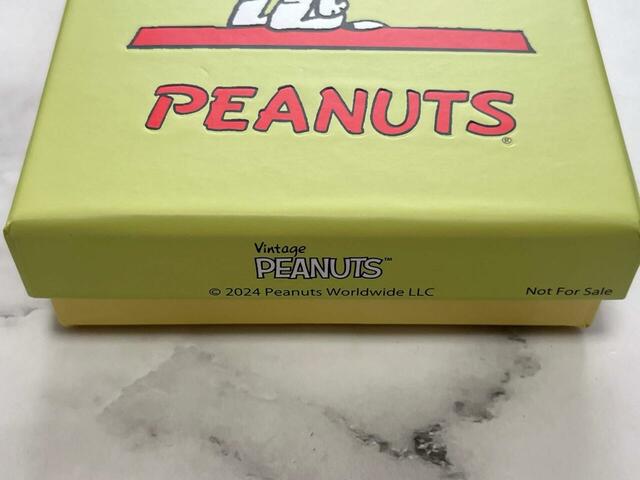 PEANUTS®
Vintage
PEANUTS™
© 2024 Peanuts Worldwide LLC
Not For Sale